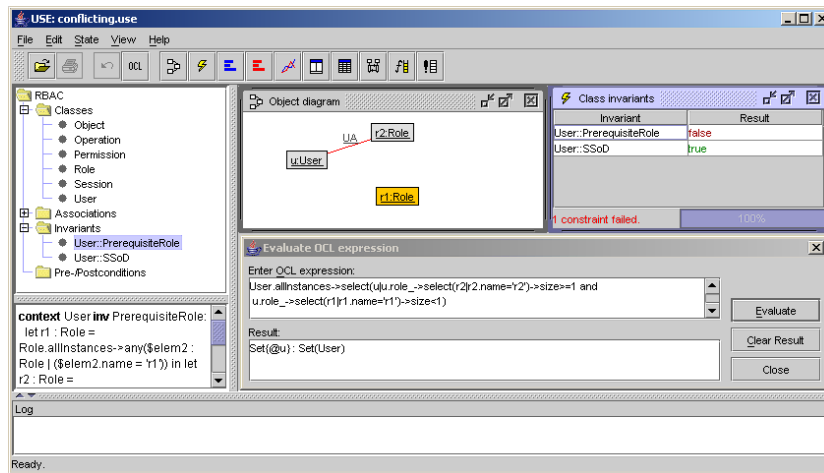 USE: conflicting.use
File Edit State View Help
OCL
RBAC
Classes
Object
Operation
Permission
Role
Session
User
Associations
Invariants
User::PrerequisiteRole
User::SSoD
Pre-/Postconditions
context User inv PrerequisiteRole:
let r1 : Role =
Role.allInstances->any($elem2 :
Role | ($elem2.name = 'r1')) in let
r2 : Role =
Object diagram
UA
r2:Role
u:User
r1:Role
Class invariants
Invariant Result
User::PrerequisiteRole false
User::SSoD true
1 constraint failed. 100%
Evaluate OCL expression
Enter OCL expression:
User.allInstances->select(u|u.role_->select(r2|r2.name='r2')->size>=1 and
u.role_->select(r1|r1.name='r1')->size<1)
Evaluate
Result:
Set{@u} : Set(User)
Clear Result
Close
Log
Ready.